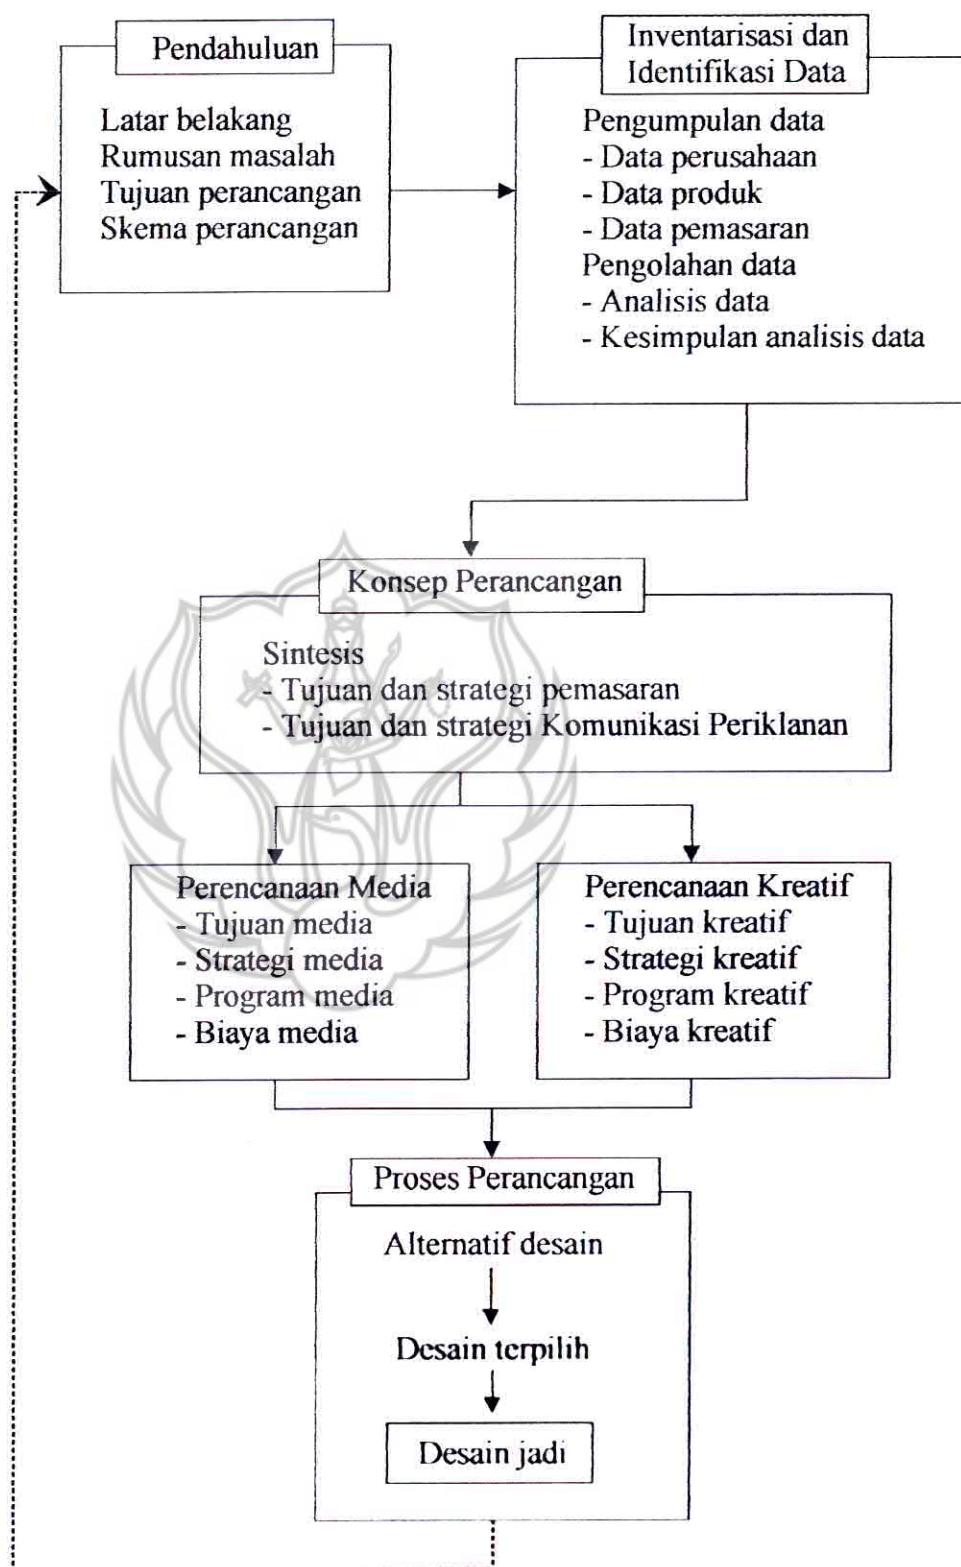 Pendahuluan
Latar belakang
Rumusan masalah
Tujuan perancangan
Skema perancangan
Inventarisasi dan
Identifikasi Data
Pengumpulan data
- Data perusahaan
- Data produk
- Data pemasaran
Pengolahan data
- Analisis data
- Kesimpulan analisis data
Konsep Perancangan
Sintesis
- Tujuan dan strategi pemasaran
- Tujuan dan strategi Komunikasi Periklanan
Perencanaan Media
- Tujuan media
- Strategi media
- Program media
- Biaya media
Perencanaan Kreatif
- Tujuan kreatif
- Strategi kreatif
- Program kreatif
- Biaya kreatif
Proses Perancangan
Alternatif desain
Desain terpilih
Desain jadi